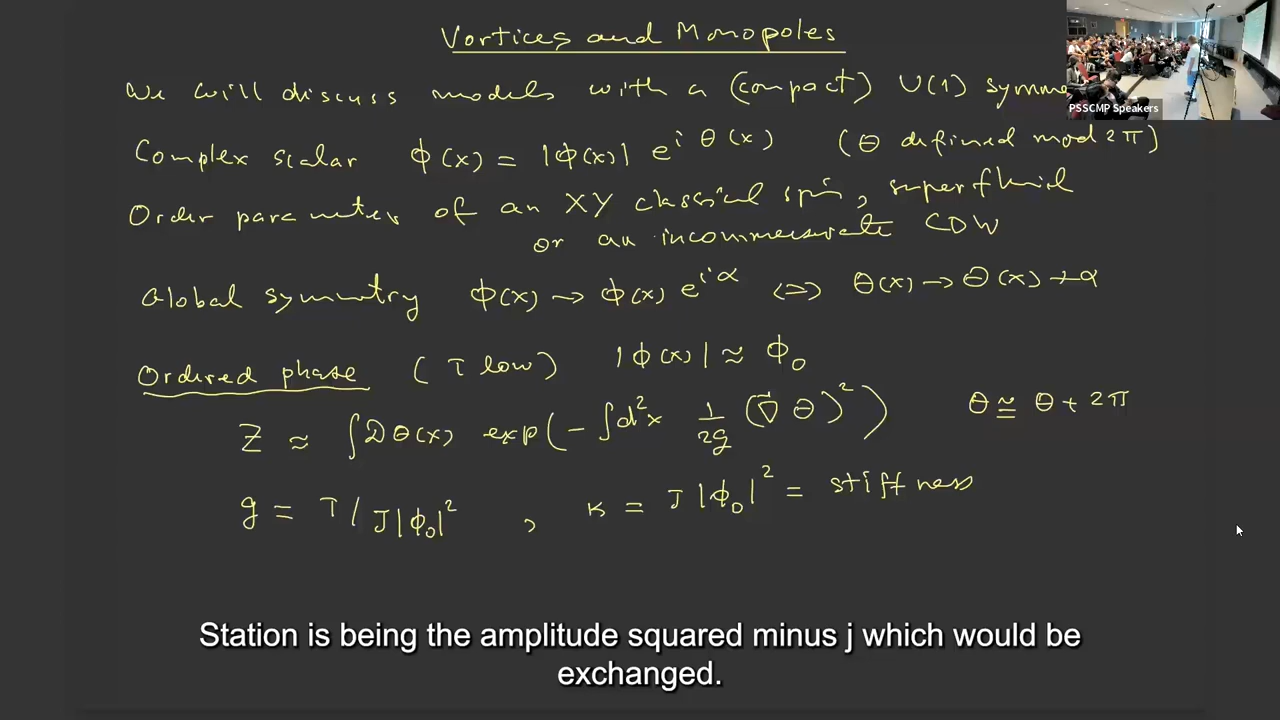 Vortices and Monopoles
We will discuss models with a (compact) U(1) symme
PSSCMP Speakers
Complex scalar ϕ(x) = |ϕ(x)| e^{i θ(x)} (θ defined mod 2π)
Order parameter of an XY classical spin, superfluid
or an incommensurate CDW
Global symmetry ϕ(x) → ϕ(x) e^{iα} ⟺ θ(x) → θ(x) + α
Ordered phase (T low) |ϕ(x)| ≈ ϕ₀
Z ≈ ∫Dθ(x) exp(- ∫d²x 1/2g (∇θ)²) θ ≅ θ + 2π
g = T/J|ϕ₀|² , κ = J|ϕ₀|² = stiffness
Station is being the amplitude squared minus j which would be
exchanged.